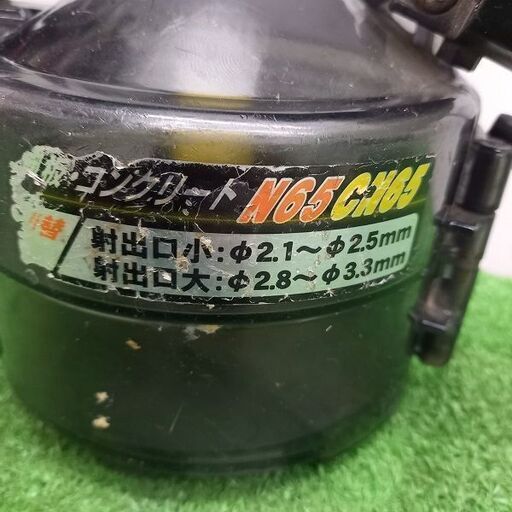 ・コンクリート N65 CN65
替 射出口小:φ2.1～φ2.5mm
射出口大:φ2.8～φ3.3mm